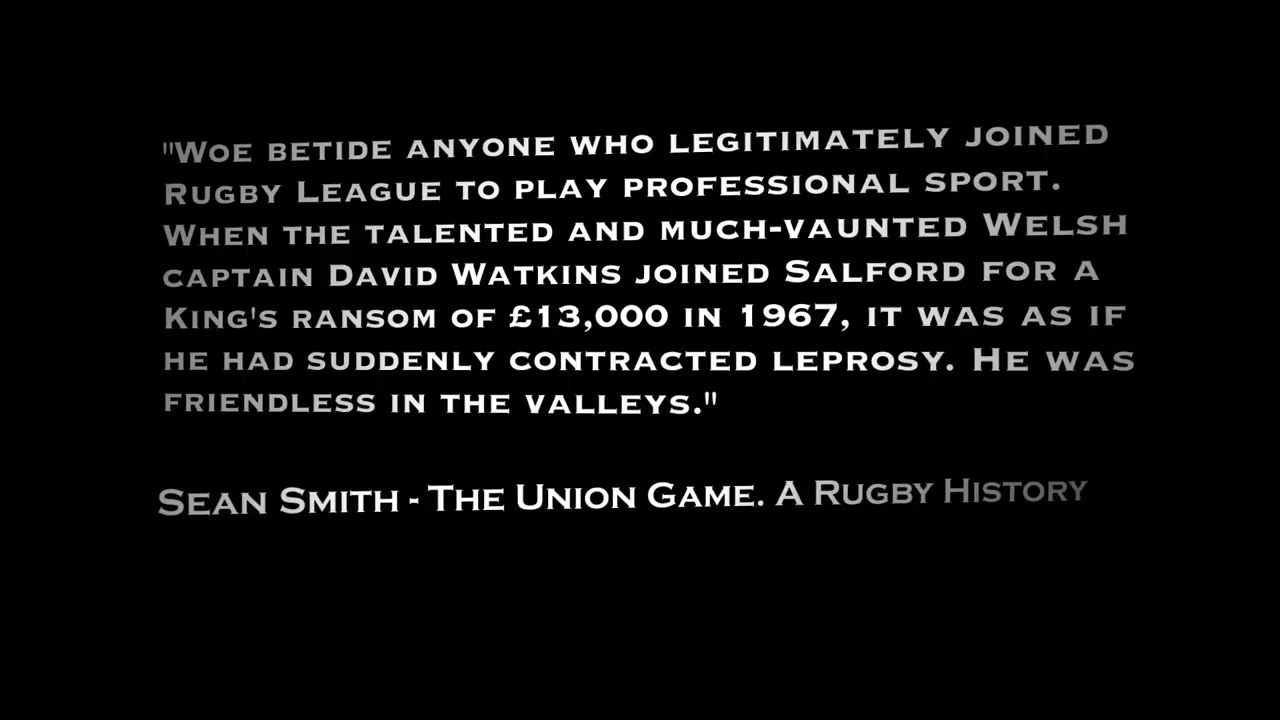 "Woe betide anyone who legitimately joined
Rugby League to play professional sport.
When the talented and much-vaunted Welsh
captain David Watkins joined Salford for a
King's ransom of £13,000 in 1967, it was as if
he had suddenly contracted leprosy. He was
friendless in the valleys."
Sean Smith - The Union Game. A Rugby History